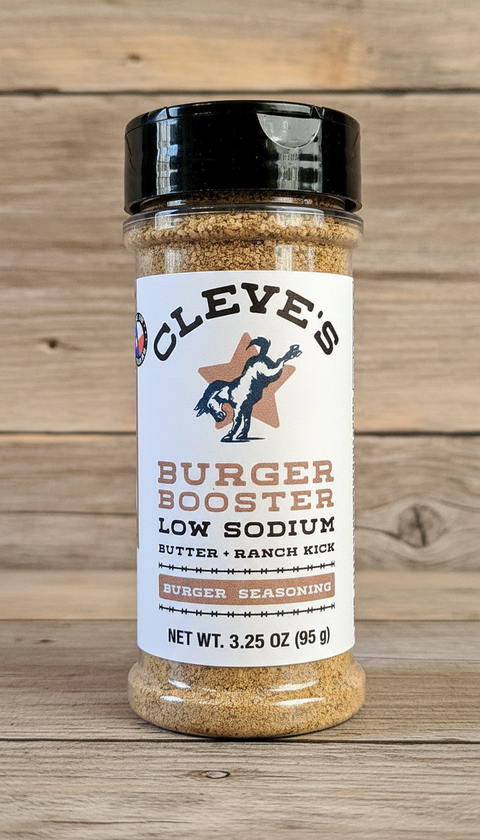 CLEVE'S
BURGER
BOOSTER
LOW SODIUM
BUTTER + RANCH KICK
BURGER SEASONING
NET WT. 3.25 OZ (95 g)